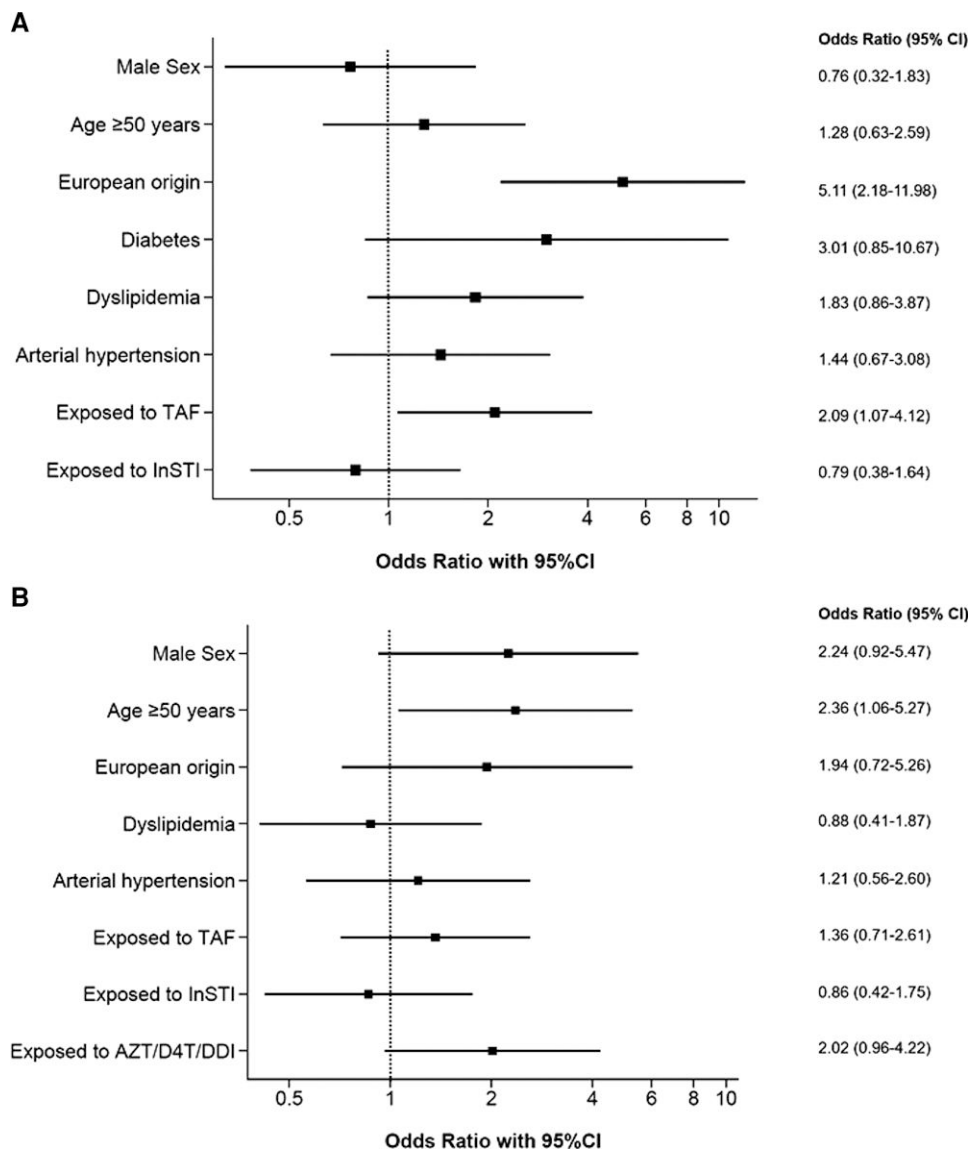 A
Odds Ratio (95% CI)
Male Sex 0.76 (0.32-1.83)
Age ≥50 years 1.28 (0.63-2.59)
European origin 5.11 (2.18-11.98)
Diabetes 3.01 (0.85-10.67)
Dyslipidemia 1.83 (0.86-3.87)
Arterial hypertension 1.44 (0.67-3.08)
Exposed to TAF 2.09 (1.07-4.12)
Exposed to InSTI 0.79 (0.38-1.64)
0.5 1 2 4 6 8 10
Odds Ratio with 95%CI
B
Odds Ratio (95% CI)
Male Sex 2.24 (0.92-5.47)
Age ≥50 years 2.36 (1.06-5.27)
European origin 1.94 (0.72-5.26)
Dyslipidemia 0.88 (0.41-1.87)
Arterial hypertension 1.21 (0.56-2.60)
Exposed to TAF 1.36 (0.71-2.61)
Exposed to InSTI 0.86 (0.42-1.75)
Exposed to AZT/D4T/DDI 2.02 (0.96-4.22)
0.5 1 2 4 6 8 10
Odds Ratio with 95%CI